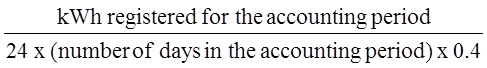 kWh registered for the accounting period
24 x (number of days in the accounting period) x 0.4